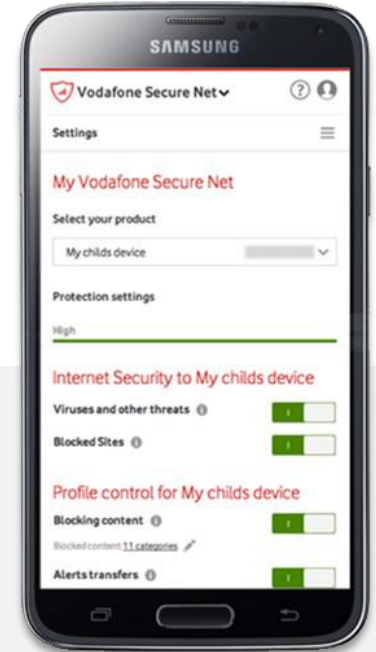 SAMSUNG
Vodafone Secure Net
Settings
My Vodafone Secure Net
Select your product
My childs device
Protection settings
High
Internet Security to My childs device
Viruses and other threats
Blocked Sites
Profile control for My childs device
Blocking content
Blocked content: 11 categories
Alerts transfers